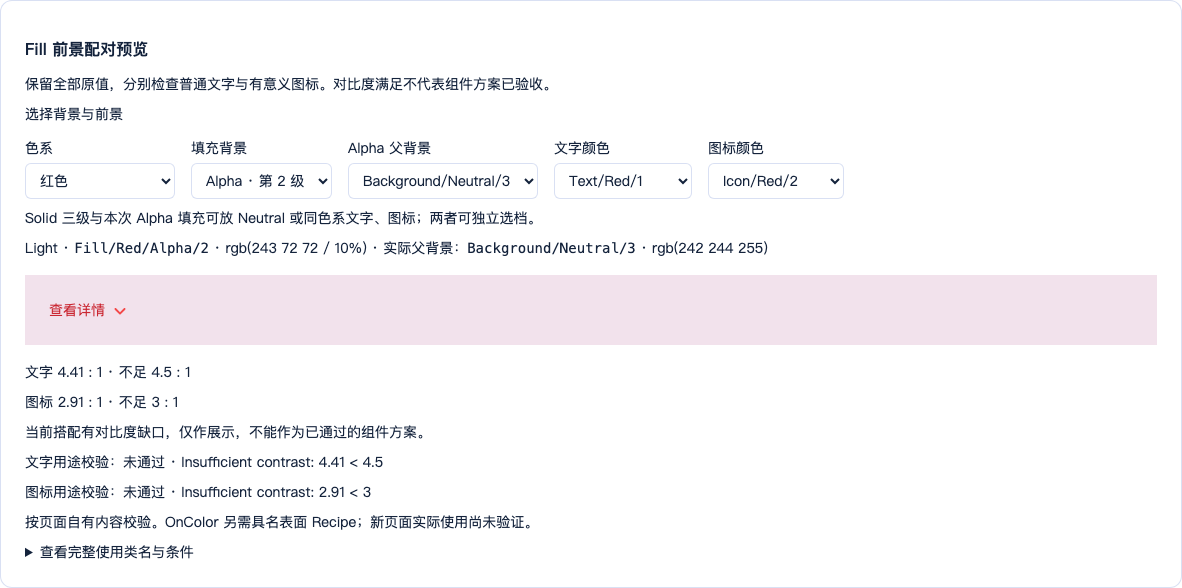 Fill 前景配对预览
保留全部原值，分别检查普通文字与有意义图标。对比度满足不代表组件方案已验收。
选择背景与前景
色系 填充背景 Alpha 父背景 文字颜色 图标颜色
红色 Alpha · 第 2 级 Background/Neutral/3 Text/Red/1 Icon/Red/2
Solid 三级与本次 Alpha 填充可放 Neutral 或同色系文字、图标；两者可独立选档。
Light · Fill/Red/Alpha/2 · rgb(243 72 72 / 10%) · 实际父背景：Background/Neutral/3 · rgb(242 244 255)
查看详情
文字 4.41 : 1 · 不足 4.5 : 1
图标 2.91 : 1 · 不足 3 : 1
当前搭配有对比度缺口，仅作展示，不能作为已通过的组件方案。
文字用途校验：未通过 · Insufficient contrast: 4.41 < 4.5
图标用途校验：未通过 · Insufficient contrast: 2.91 < 3
按页面自有内容校验。OnColor 另需具名表面 Recipe；新页面实际使用尚未验证。
查看完整使用类名与条件